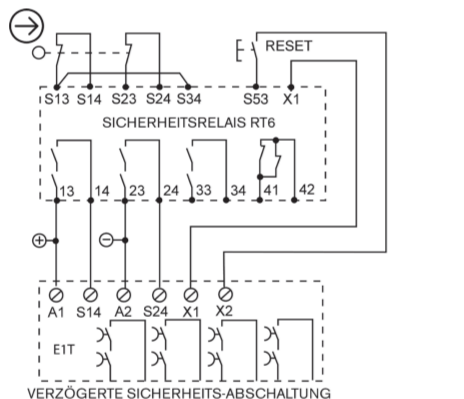 RESET
S13 S14 S23 S24 S34 S53 X1
SICHERHEITSRELAIS RT6
13 14 23 24 33 34 41 42
+ −
A1 S14 A2 S24 X1 X2
E1T
VERZÖGERTE SICHERHEITS-ABSCHALTUNG